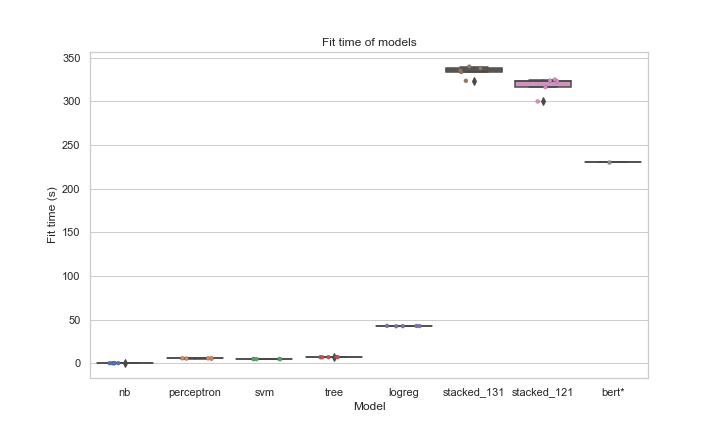 Fit time of models
Fit time (s)
350
300
250
200
150
100
50
0
nb perceptron svm tree logreg stacked_131 stacked_121 bert*
Model